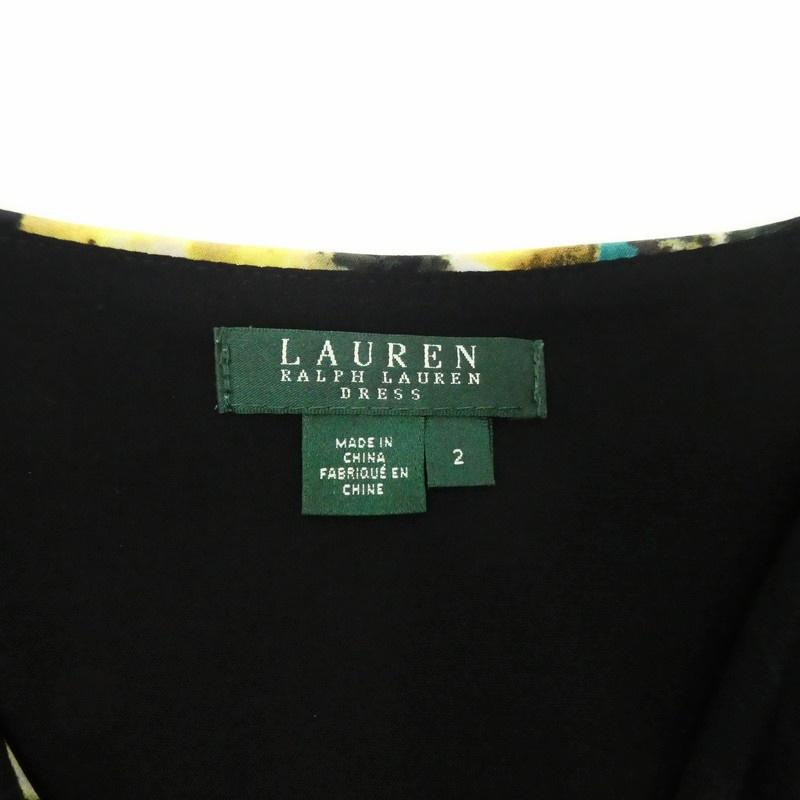 LAUREN
RALPH LAUREN
DRESS
MADE IN
CHINA
FABRIQUÉ EN
CHINE
2